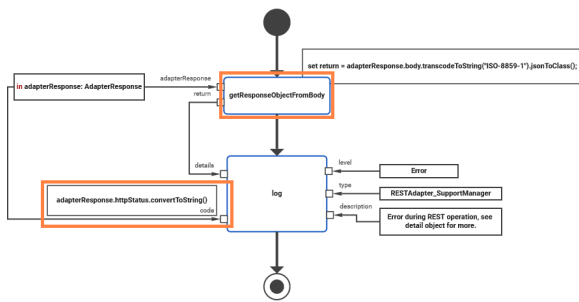 set return = adapterResponse.body.transcodeToString("ISO-8859-1").jsonToClass();
in adapterResponse: AdapterResponse
adapterResponse
return
getResponseObjectFromBody
details
log
level
Error
type
RESTAdapter_SupportManager
adapterResponse.httpStatus.convertToString()
code
description
Error during REST operation, see
detail object for more.